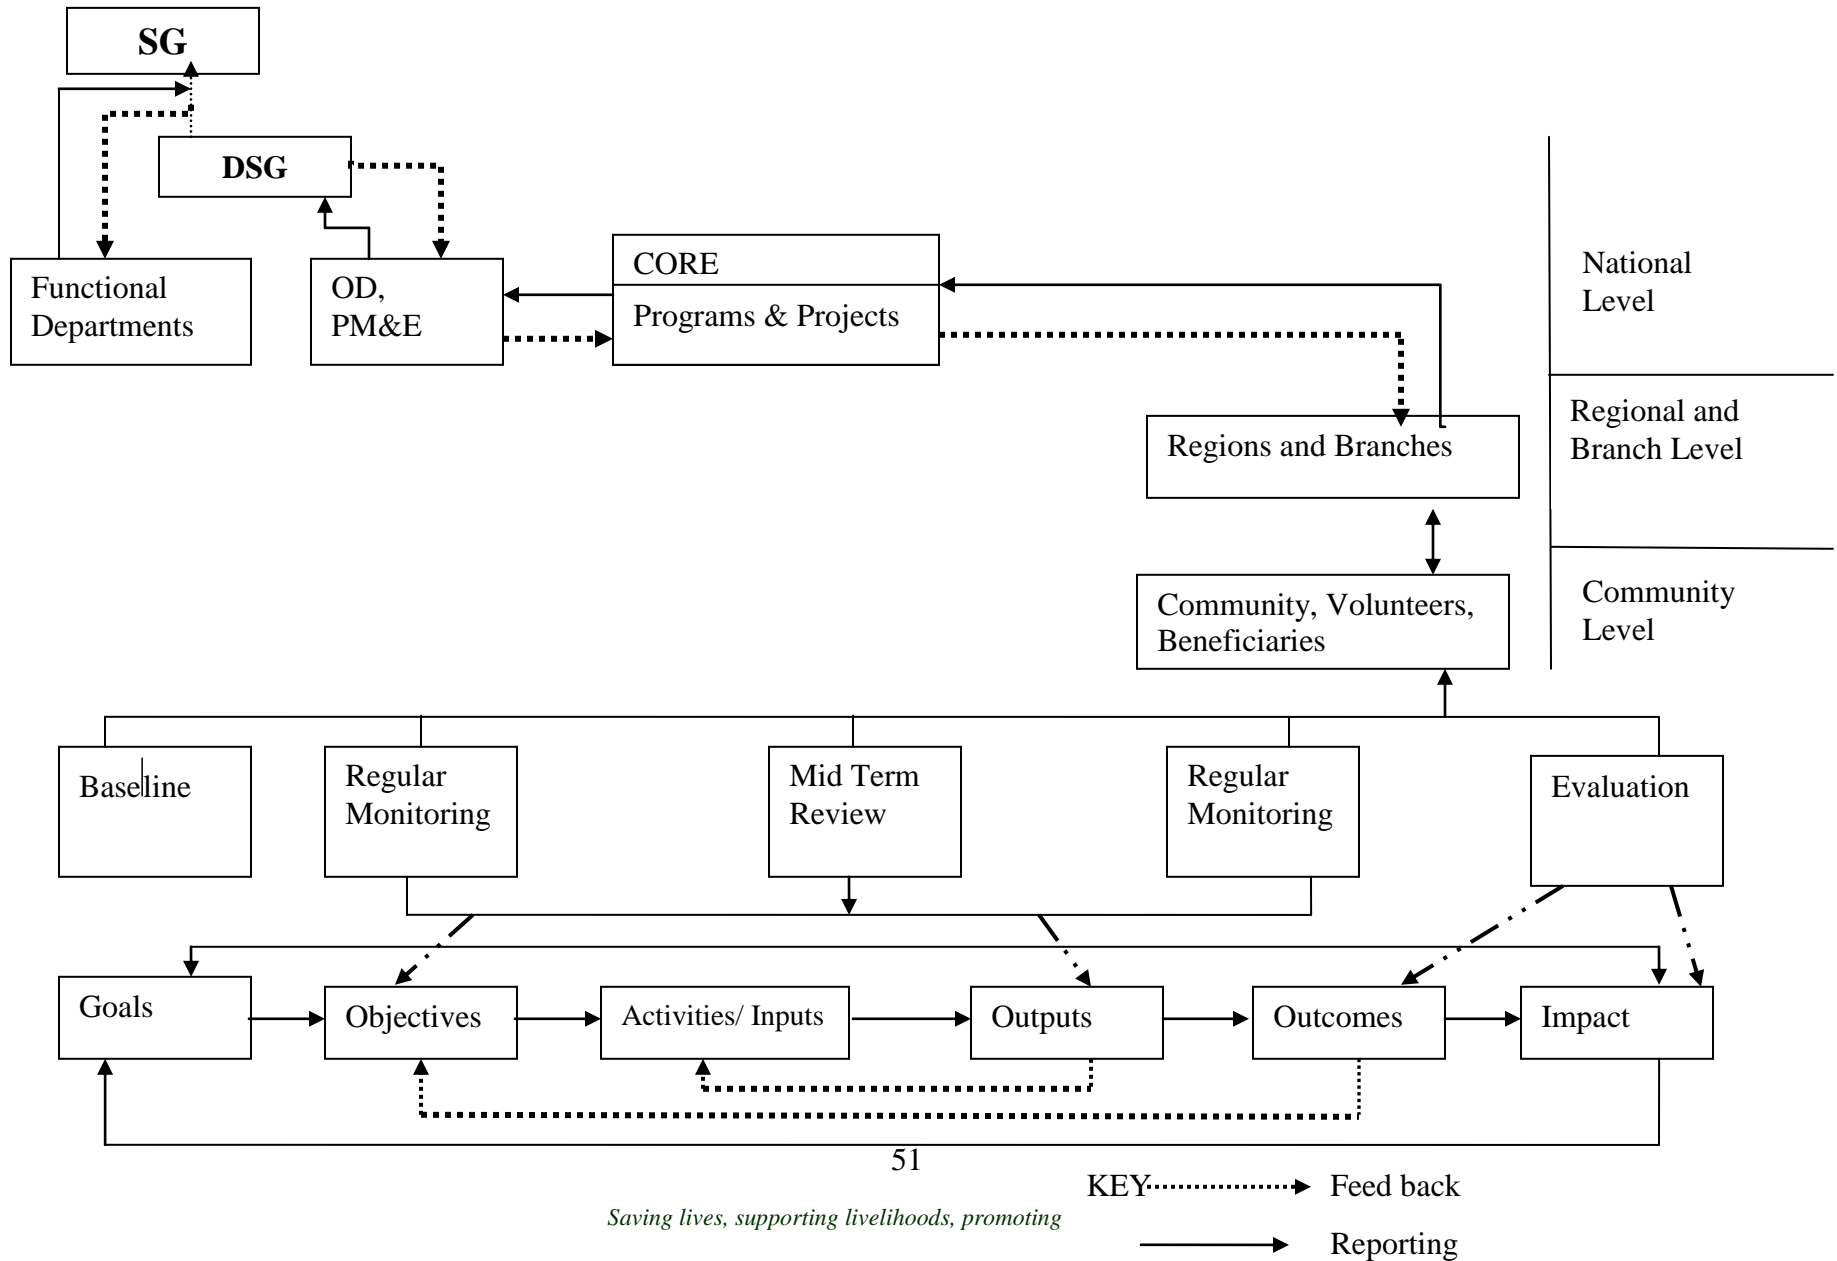 SG
DSG
Functional
Departments
OD,
PM&E
CORE
Programs & Projects
National
Level
Regions and Branches
Regional and
Branch Level
Community, Volunteers,
Beneficiaries
Community
Level
Baseline
Regular
Monitoring
Mid Term
Review
Regular
Monitoring
Evaluation
Goals
Objectives
Activities/ Inputs
Outputs
Outcomes
Impact
51
KEY
Feed back
Saving lives, supporting livelihoods, promoting
Reporting